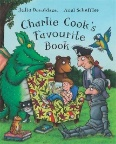 Julia Donaldson Axel Scheffler
Charlie Cook's
Favourite
Book